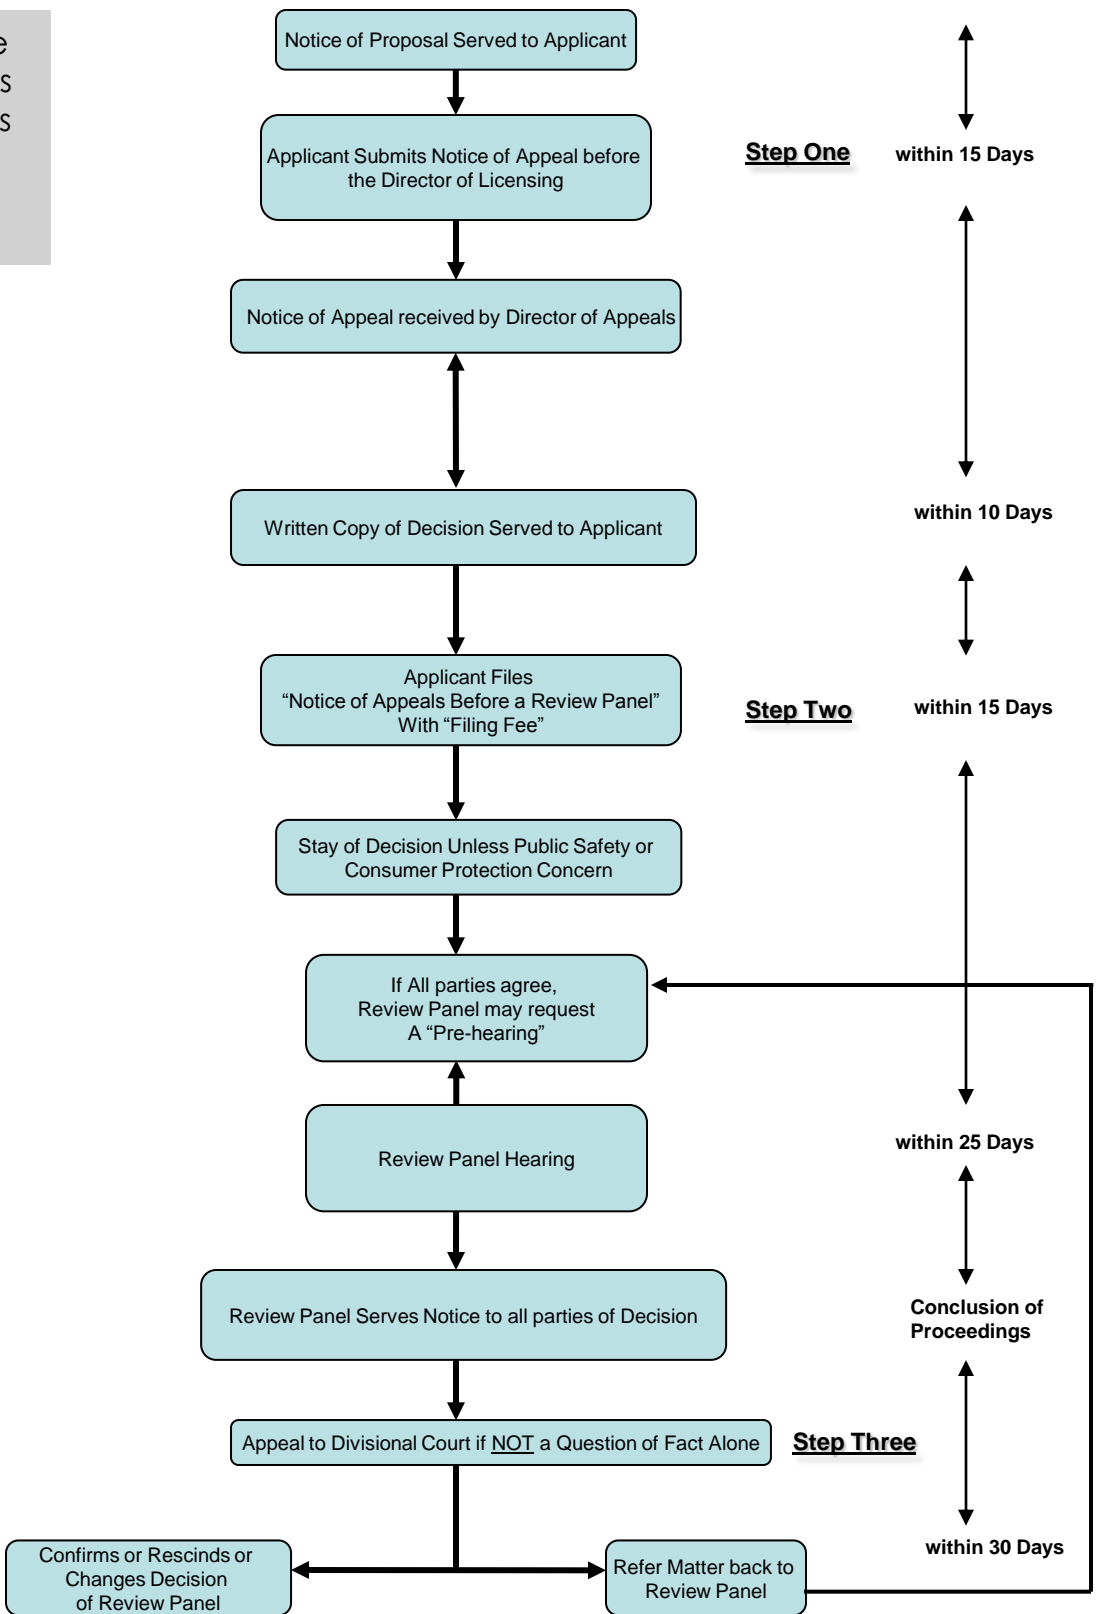 e
s
s
Notice of Proposal Served to Applicant
Applicant Submits Notice of Appeal before
the Director of Licensing
Step One
within 15 Days
Notice of Appeal received by Director of Appeals
Written Copy of Decision Served to Applicant
within 10 Days
Applicant Files
“Notice of Appeals Before a Review Panel”
With “Filing Fee”
Step Two
within 15 Days
Stay of Decision Unless Public Safety or
Consumer Protection Concern
If All parties agree,
Review Panel may request
A “Pre-hearing”
Review Panel Hearing
within 25 Days
Review Panel Serves Notice to all parties of Decision
Conclusion of
Proceedings
Appeal to Divisional Court if NOT a Question of Fact Alone
Step Three
within 30 Days
Confirms or Rescinds or
Changes Decision
of Review Panel
Refer Matter back to
Review Panel